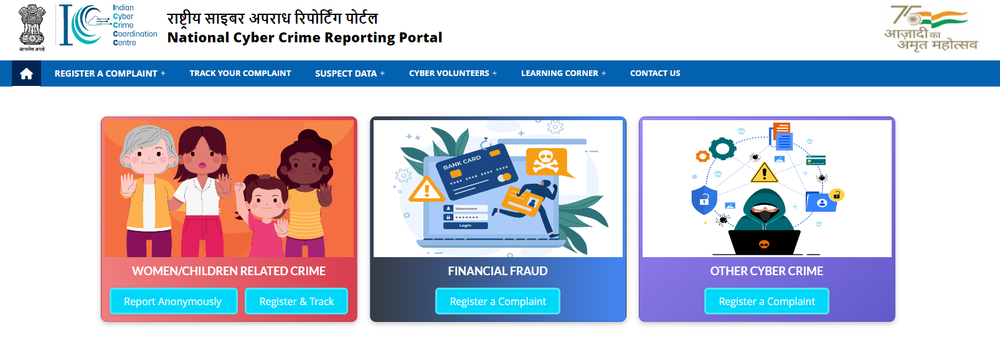 सत्यमेव जयते
Indian
Cyber
Crime
Coordination
Centre
राष्ट्रीय साइबर अपराध रिपोर्टिंग पोर्टल
National Cyber Crime Reporting Portal
75
आज़ादी का
अमृत महोत्सव
REGISTER A COMPLAINT +
TRACK YOUR COMPLAINT
SUSPECT DATA +
CYBER VOLUNTEERS +
LEARNING CORNER +
CONTACT US
WOMEN/CHILDREN RELATED CRIME
Report Anonymously
Register & Track
BANK CARD
**** **** **** ****
Username
Login
FINANCIAL FRAUD
Register a Complaint
OTHER CYBER CRIME
Register a Complaint